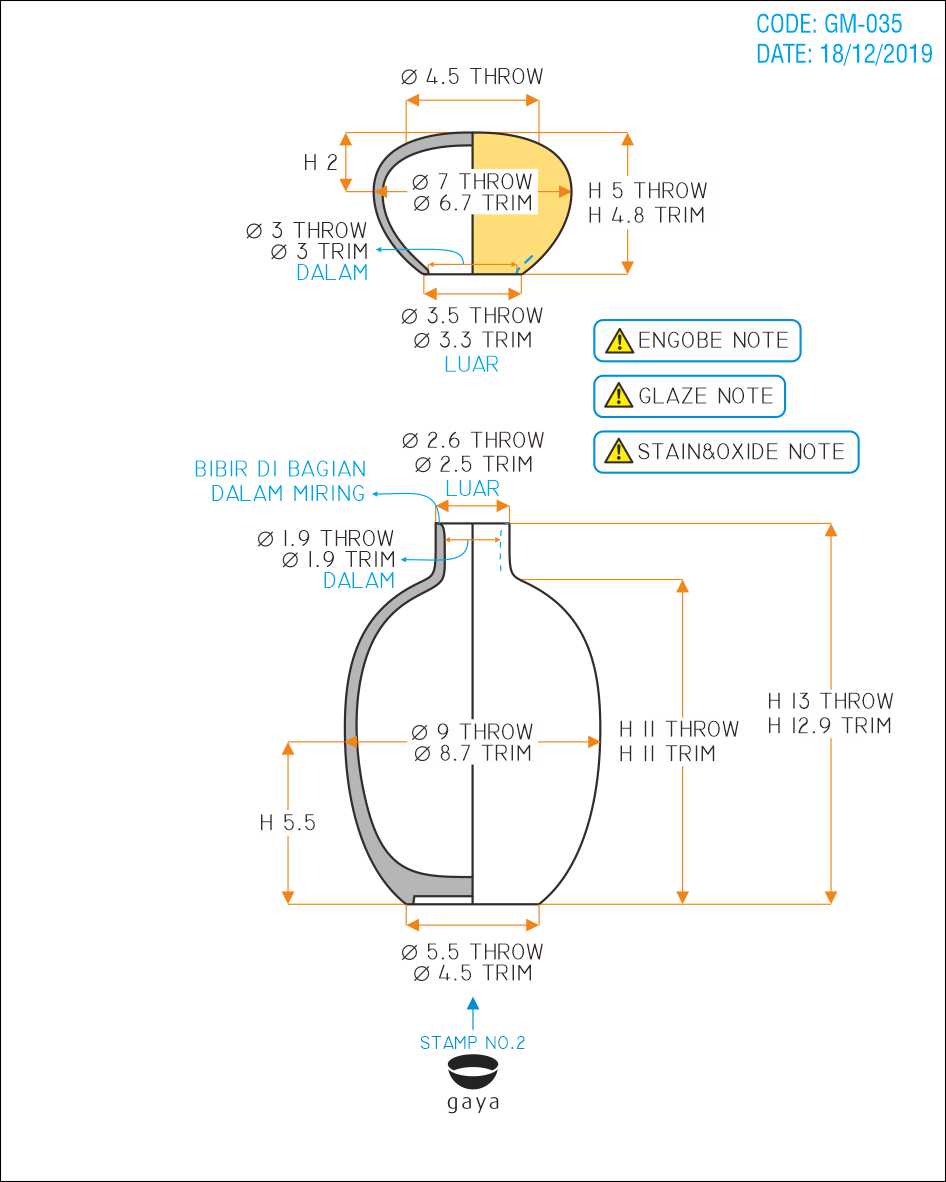 CODE: GM-035
DATE: 18/12/2019
Ø 4.5 THROW
H 2
Ø 7 THROW
Ø 6.7 TRIM
H 5 THROW
H 4.8 TRIM
Ø 3 THROW
Ø 3 TRIM
DALAM
Ø 3.5 THROW
Ø 3.3 TRIM
LUAR
ENGOBE NOTE
GLAZE NOTE
STAIN&OXIDE NOTE
Ø 2.6 THROW
Ø 2.5 TRIM
LUAR
BIBIR DI BAGIAN
DALAM MIRING
Ø 1.9 THROW
Ø 1.9 TRIM
DALAM
Ø 9 THROW
Ø 8.7 TRIM
H 11 THROW
H 11 TRIM
H 13 THROW
H 12.9 TRIM
H 5.5
Ø 5.5 THROW
Ø 4.5 TRIM
STAMP NO.2
gaya